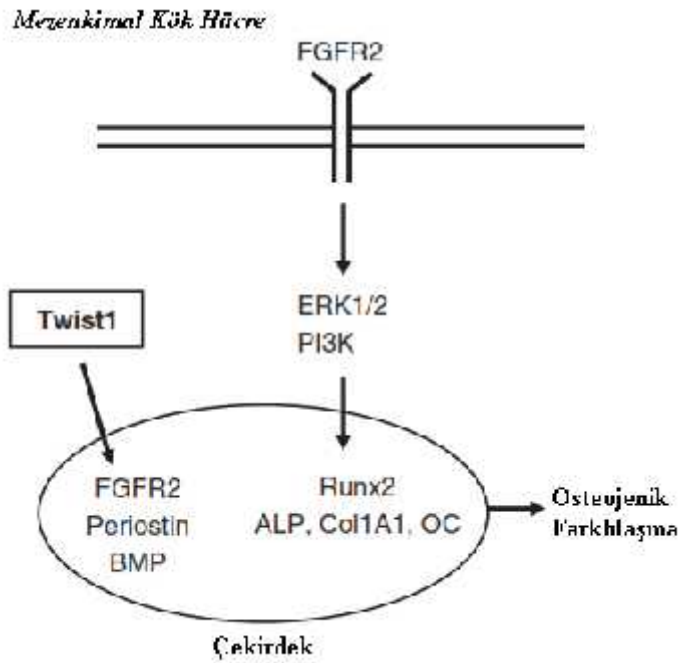 Mezenkimal Kök Hücre
FGFR2
ERK1/2
PI3K
Twist1
FGFR2
Periostin
BMP
Runx2
ALP, Col1A1, OC
Osteojenik
Farklılaşma
Çekirdek